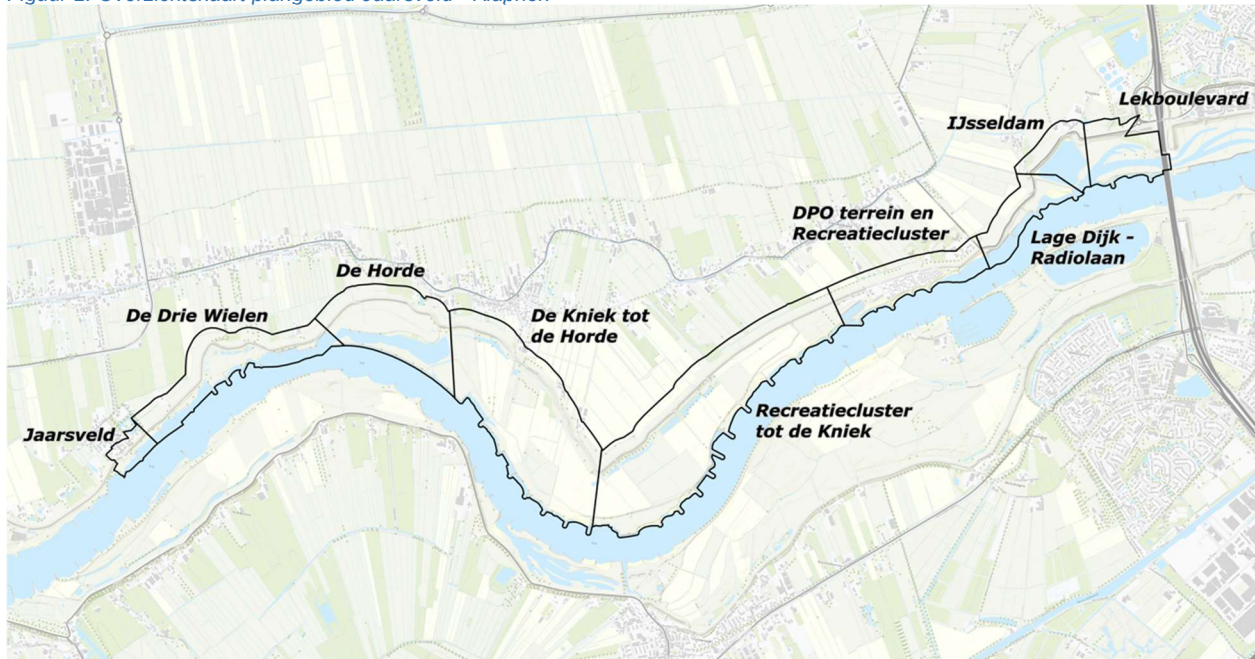 Lekboulevard
IJsseldam
DPO terrein en
Recreatiecluster
Lage Dijk -
Radiolaan
De Horde
De Drie Wielen
De Kniek tot
de Horde
Recreatiecluster
tot de Kniek
Jaarsveld